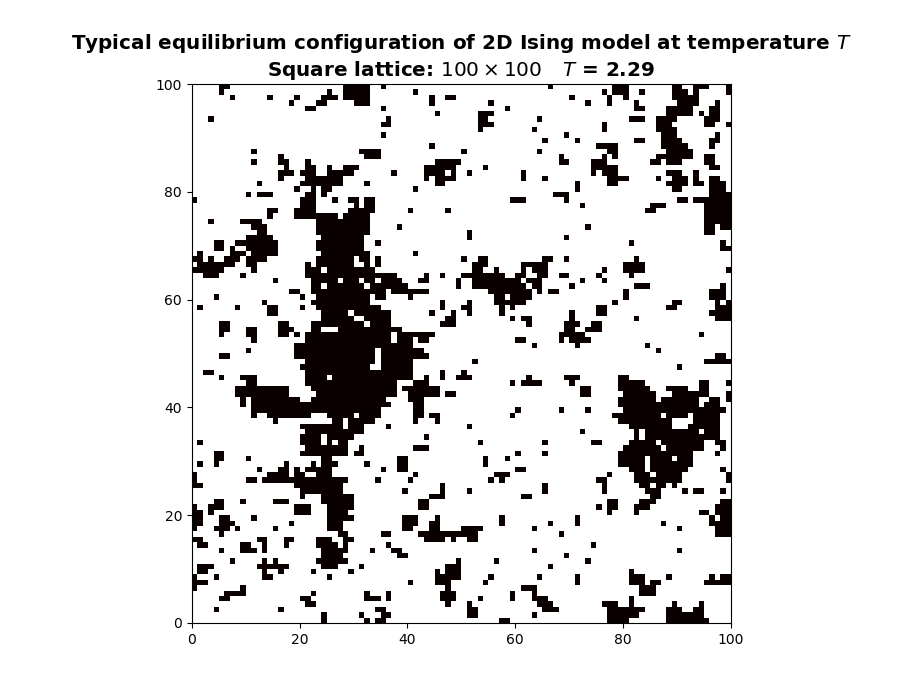 Typical equilibrium configuration of 2D Ising model at temperature T
Square lattice: 100 × 100 T = 2.29
100
80
60
40
20
0
0 20 40 60 80 100